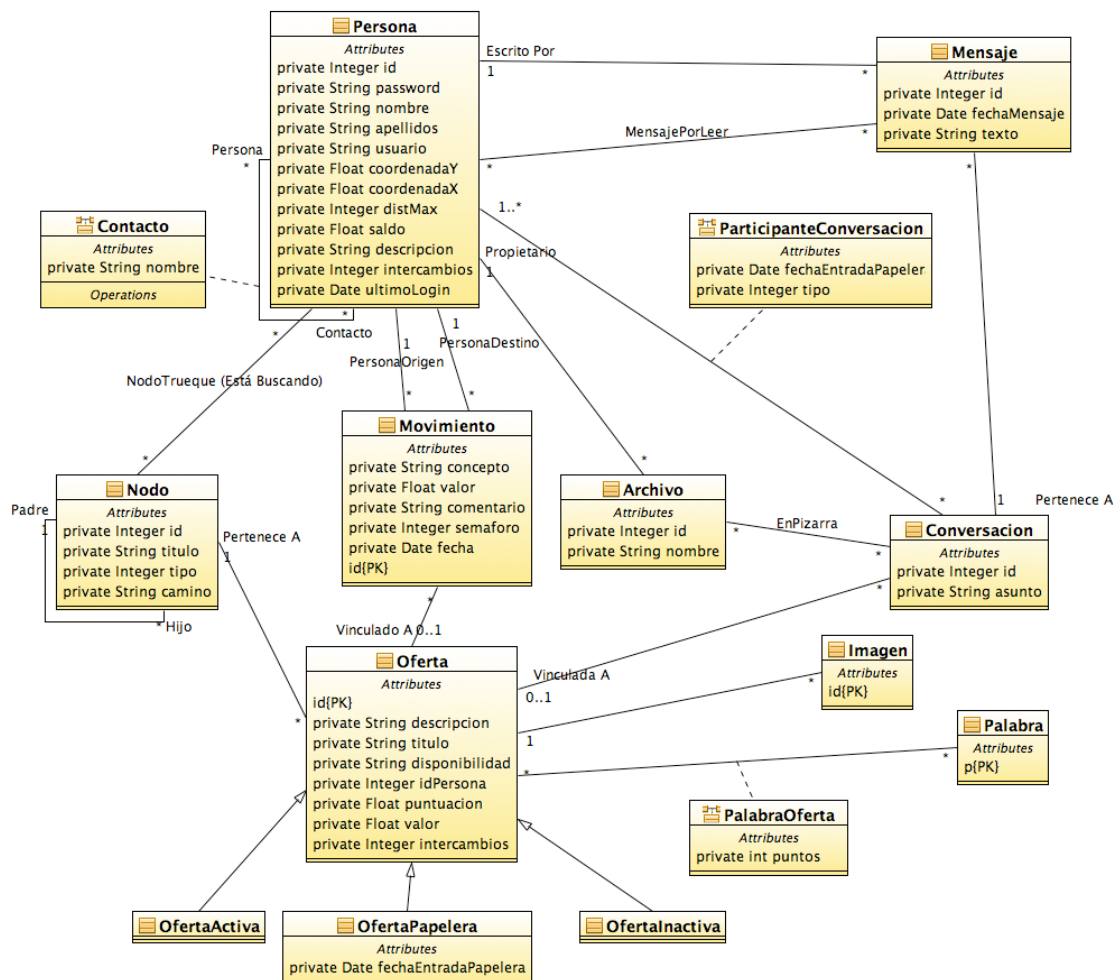 Persona
Attributes
private Integer id
private String password
private String nombre
private String apellidos
private String usuario
private Float coordenadaY
private Float coordenadaX
private Integer distMax
private Float saldo
private String descripcion
private Integer intercambios
private Date ultimoLogin
Escrito Por
1
*
Mensaje
Attributes
private Integer id
private Date fechaMensaje
private String texto
MensajePorLeer
*
*
Persona
*
*
Contacto
Contacto
Attributes
private String nombre
Operations
1..*
*
ParticipanteConversacion
Attributes
private Date fechaEntradaPapelera
private Integer tipo
*
1
Pertenece A
Propietario
1
*
1
PersonaOrigen
*
1
PersonaDestino
*
*
NodoTrueque (Está Buscando)
*
Movimiento
Attributes
private String concepto
private Float valor
private String comentario
private Integer semaforo
private Date fecha
id{PK}
Nodo
Attributes
private Integer id
private String titulo
private Integer tipo
private String camino
Padre
1
* Hijo
Pertenece A
1
*
Archivo
Attributes
private Integer id
private String nombre
EnPizarra
*
*
Conversacion
Attributes
private Integer id
private String asunto
*
Vinculado A
0..1
*
Vinculada A
0..1
Oferta
Attributes
id{PK}
private String descripcion
private String titulo
private String disponibilidad
private Integer idPersona
private Float puntuacion
private Float valor
private Integer intercambios
Imagen
Attributes
id{PK}
*
1
Palabra
Attributes
p{PK}
*
*
PalabraOferta
Attributes
private int puntos
OfertaActiva
OfertaPapelera
Attributes
private Date fechaEntradaPapelera
OfertaInactiva